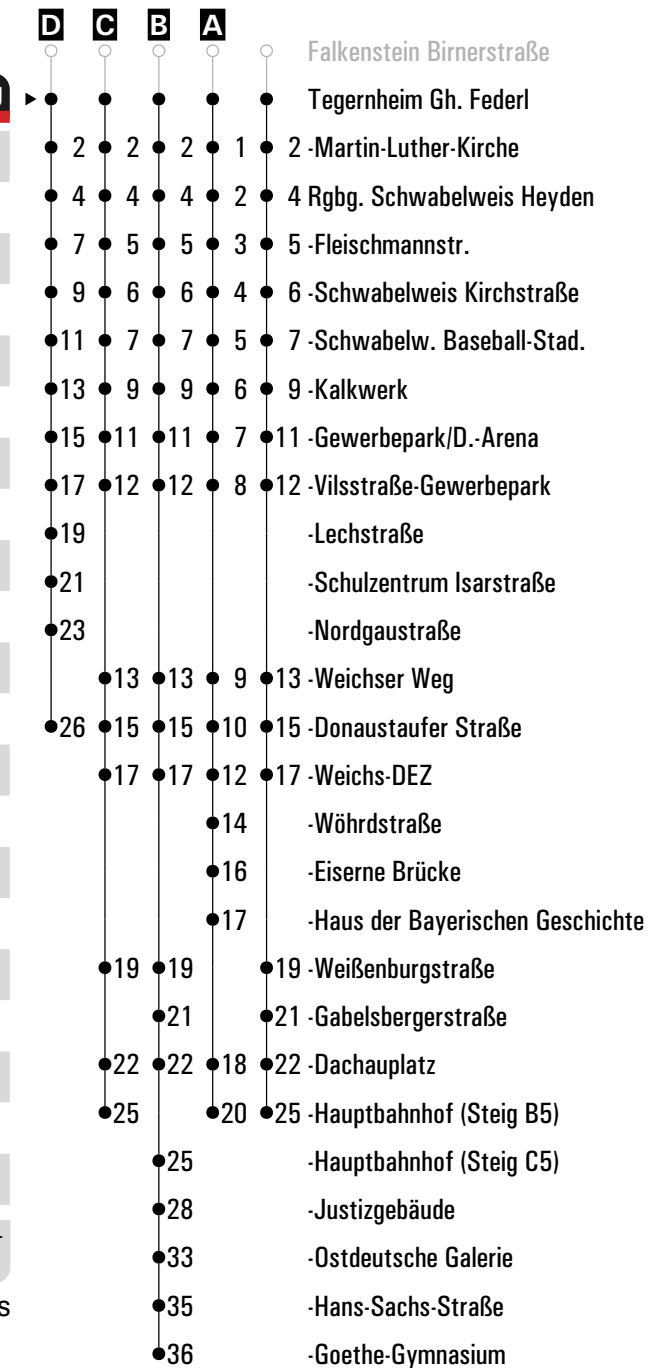 D C B A
Falkenstein Birnerstraße
Tegernheim Gh. Federl
2 2 2 1 2 -Martin-Luther-Kirche
4 4 4 2 4 Rgbg. Schwabelweis Heyden
7 5 5 3 5 -Fleischmannstr.
9 6 6 4 6 -Schwabelweis Kirchstraße
11 7 7 5 7 -Schwabelw. Baseball-Stad.
13 9 9 6 9 -Kalkwerk
15 11 11 7 11 -Gewerbepark/D.-Arena
17 12 12 8 12 -Vilsstraße-Gewerbepark
19 -Lechstraße
21 -Schulzentrum Isarstraße
23 -Nordgaustraße
13 13 9 13 -Weichser Weg
26 15 15 10 15 -Donaustaufer Straße
17 17 12 17 -Weichs-DEZ
14 -Wöhrdstraße
16 -Eiserne Brücke
17 -Haus der Bayerischen Geschichte
19 19 19 -Weißenburgstraße
21 21 -Gabelsbergerstraße
22 22 18 22 -Dachauplatz
25 20 25 -Hauptbahnhof (Steig B5)
25 -Hauptbahnhof (Steig C5)
28 -Justizgebäude
33 -Ostdeutsche Galerie
s
35 -Hans-Sachs-Straße
36 -Goethe-Gymnasium